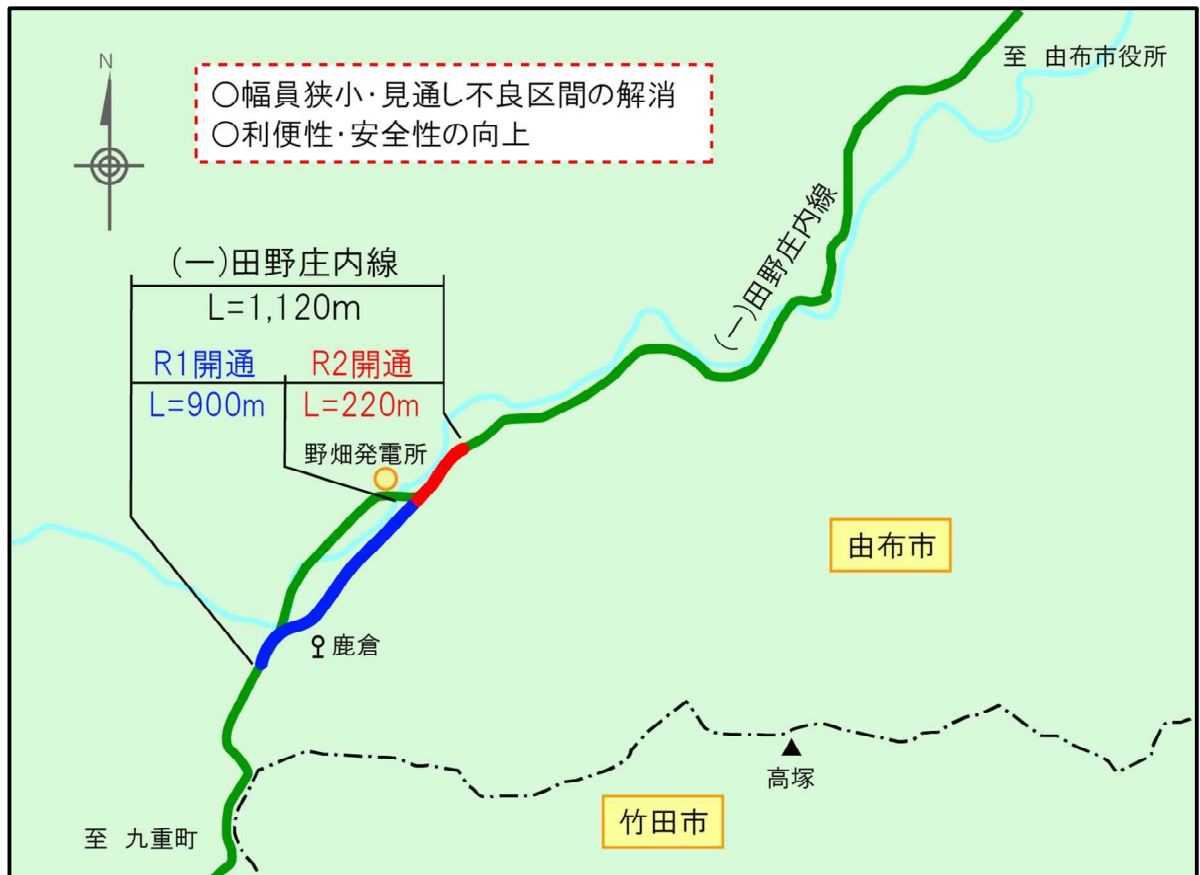 N
○幅員狭小・見通し不良区間の解消
○利便性・安全性の向上
至 由布市役所
(一)田野庄内線
(一)田野庄内線
L=1,120m
R1開通
R2開通
L=900m
L=220m
野畑発電所
由布市
鹿倉
高塚
竹田市
至 九重町